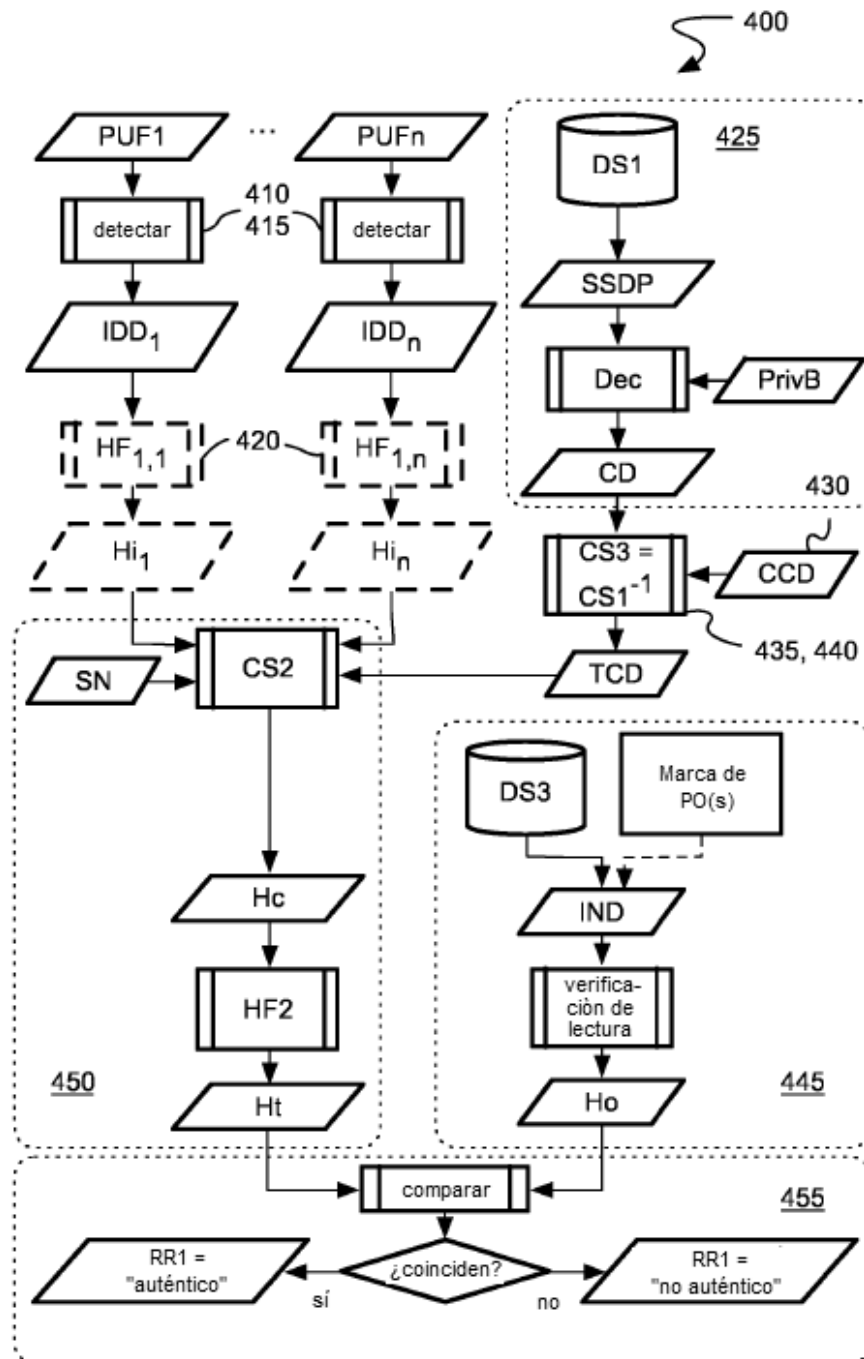 400
PUF1 ... PUFn
425
DS1
410
415
detectar
detectar
SSDP
IDD1
IDDn
Dec
PrivB
HF1,1
420
HF1,n
CD
430
Hi1
Hin
CS3 =
CS1-1
CCD
435, 440
SN
CS2
TCD
DS3
Marca de
PO(s)
Hc
IND
HF2
verifica-
ciòn de
lectura
450
Ht
Ho
445
comparar
455
RR1 =
"auténtico"
¿coinciden?
RR1 =
"no auténtico"
sí
no